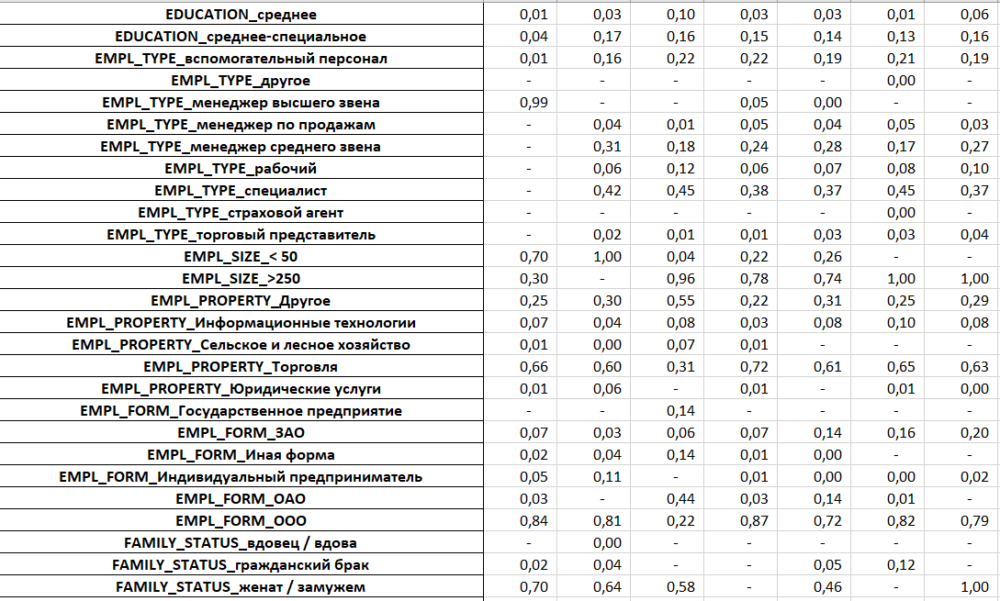 EDUCATION_среднее 0,01 0,03 0,10 0,03 0,03 0,01 0,06
EDUCATION_среднее-специальное 0,04 0,17 0,16 0,15 0,14 0,13 0,16
EMPL_TYPE_вспомогательный персонал 0,01 0,16 0,22 0,22 0,19 0,21 0,19
EMPL_TYPE_другое - - - - - 0,00 -
EMPL_TYPE_менеджер высшего звена 0,99 - - 0,05 0,00 - -
EMPL_TYPE_менеджер по продажам - 0,04 0,01 0,05 0,04 0,05 0,03
EMPL_TYPE_менеджер среднего звена - 0,31 0,18 0,24 0,28 0,17 0,27
EMPL_TYPE_рабочий - 0,06 0,12 0,06 0,07 0,08 0,10
EMPL_TYPE_специалист - 0,42 0,45 0,38 0,37 0,45 0,37
EMPL_TYPE_страховой агент - - - - - 0,00 -
EMPL_TYPE_торговый представитель - 0,02 0,01 0,01 0,03 0,03 0,04
EMPL_SIZE_< 50 0,70 1,00 0,04 0,22 0,26 - -
EMPL_SIZE_>250 0,30 - 0,96 0,78 0,74 1,00 1,00
EMPL_PROPERTY_Другое 0,25 0,30 0,55 0,22 0,31 0,25 0,29
EMPL_PROPERTY_Информационные технологии 0,07 0,04 0,08 0,03 0,08 0,10 0,08
EMPL_PROPERTY_Сельское и лесное хозяйство 0,01 0,00 0,07 0,01 - - -
EMPL_PROPERTY_Торговля 0,66 0,60 0,31 0,72 0,61 0,65 0,63
EMPL_PROPERTY_Юридические услуги 0,01 0,06 - 0,01 - 0,01 0,00
EMPL_FORM_Государственное предприятие - - 0,14 - - - -
EMPL_FORM_ЗАО 0,07 0,03 0,06 0,07 0,14 0,16 0,20
EMPL_FORM_Иная форма 0,02 0,04 0,14 0,01 0,00 - -
EMPL_FORM_Индивидуальный предприниматель 0,05 0,11 - 0,01 0,00 0,00 0,02
EMPL_FORM_ОАО 0,03 - 0,44 0,03 0,14 0,01 -
EMPL_FORM_ООО 0,84 0,81 0,22 0,87 0,72 0,82 0,79
FAMILY_STATUS_вдовец / вдова - 0,00 - - - - -
FAMILY_STATUS_гражданский брак 0,02 0,04 - - 0,05 0,12 -
FAMILY_STATUS_женат / замужем 0,70 0,64 0,58 - 0,46 - 1,00